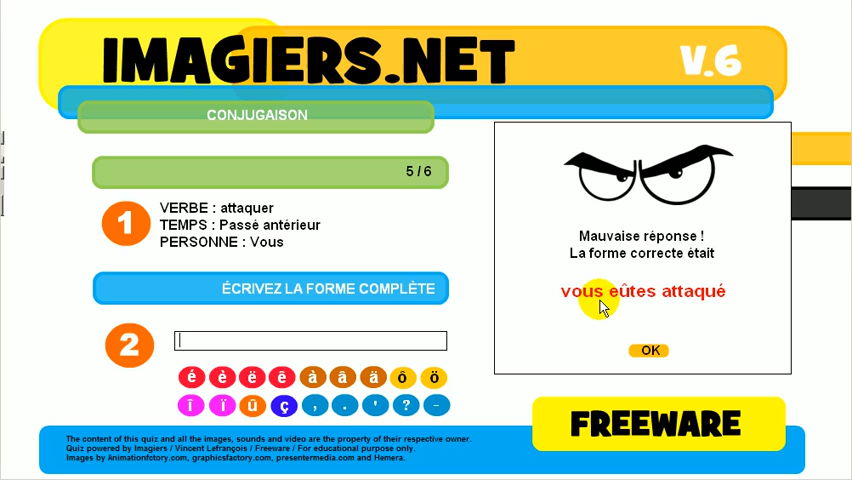 IMAGIERS.NET
V.6
CONJUGAISON
5 / 6
1
VERBE : attaquer
TEMPS : Passé antérieur
PERSONNE : Vous
ÉCRIVEZ LA FORME COMPLÈTE
2
é è ë ê à â ä ô ö
î ï û ç , . ' ? -
Mauvaise réponse !
La forme correcte était
vous eûtes attaqué
OK
FREEWARE
The content of this quiz and all the images, sounds and video are the property of their respective owner.
Quiz powered by Imagiers / Vincent Lefrançois / Freeware / For educational purpose only.
Images by Animationfctory.com, graphicsfactory.com, presentermedia.com and Hemera.